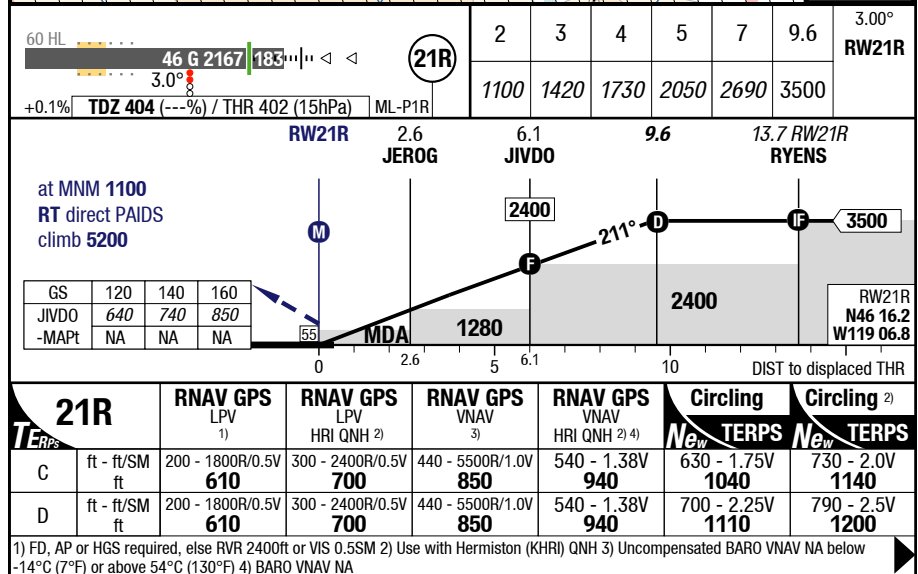 60 HL
46 G 2167 183
3.0°
+0.1% TDZ 404 (---%) / THR 402 (15hPa) ML-P1R
21R
2 3 4 5 7 9.6 3.00° RW21R
1100 1420 1730 2050 2690 3500
RW21R 2.6 6.1 9.6 13.7 RW21R
JEROG JIVDO RYENS
at MNM 1100
RT direct PAIDS
climb 5200
M
2400
211°
D
IF
3500
F
GS 120 140 160
JIVDO 640 740 850
-MAPt NA NA NA
55
MDA
1280
2400
RW21R
N46 16.2
W119 06.8
0 2.6 5 6.1 10 DIST to displaced THR
21R
TERPS
RNAV GPS RNAV GPS RNAV GPS RNAV GPS Circling Circling 2)
LPV LPV VNAV VNAV
1) HRI QNH 2) 3) HRI QNH 2) 4) New TERPS New TERPS
C ft - ft/SM 200 - 1800R/0.5V 300 - 2400R/0.5V 440 - 5500R/1.0V 540 - 1.38V 630 - 1.75V 730 - 2.0V
ft 610 700 850 940 1040 1140
D ft - ft/SM 200 - 1800R/0.5V 300 - 2400R/0.5V 440 - 5500R/1.0V 540 - 1.38V 700 - 2.25V 790 - 2.5V
ft 610 700 850 940 1110 1200
1) FD, AP or HGS required, else RVR 2400ft or VIS 0.5SM 2) Use with Hermiston (KHRI) QNH 3) Uncompensated BARO VNAV NA below
-14°C (7°F) or above 54°C (130°F) 4) BARO VNAV NA